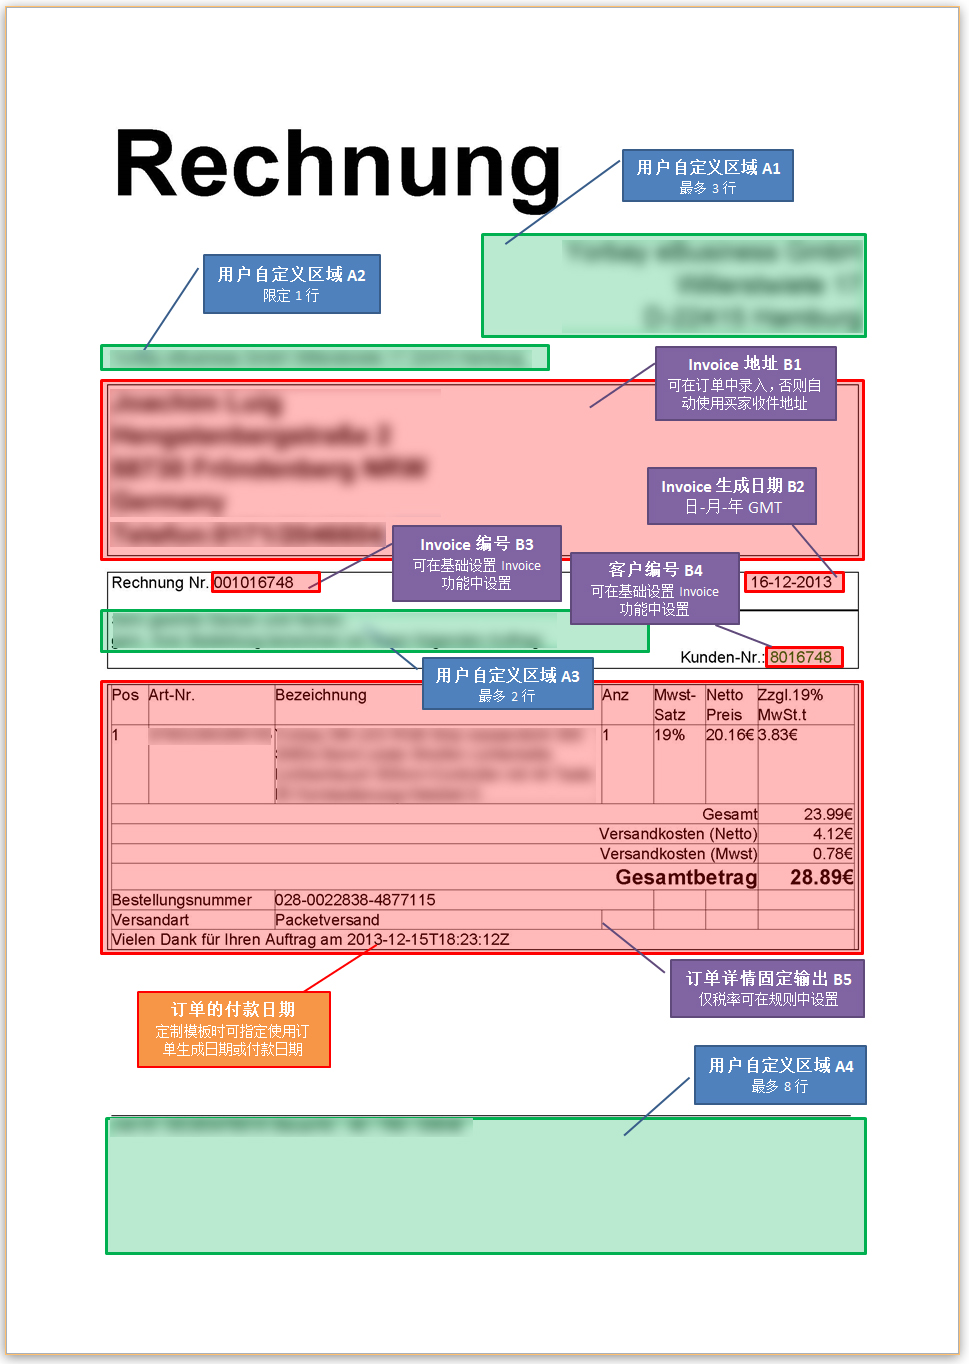 Rechnung
用户自定义区域 A1
最多 3 行
用户自定义区域 A2
限定 1 行
Invoice 地址 B1
可在订单中录入，否则自
动使用买家收件地址
Invoice 生成日期 B2
日-月-年 GMT
Invoice 编号 B3
可在基础设置 Invoice
功能中设置
客户编号 B4
可在基础设置 Invoice
功能中设置
Rechnung Nr. 001016748
16-12-2013
Kunden-Nr.: 8016748
用户自定义区域 A3
最多 2 行
Pos Art-Nr. Bezeichnung Anz Mwst- Netto Zzgl.19%
Satz Preis MwSt.t
1 1 19% 20.16€ 3.83€
Gesamt 23.99€
Versandkosten (Netto) 4.12€
Versandkosten (Mwst) 0.78€
Gesamtbetrag 28.89€
Bestellungsnummer 028-0022838-4877115
Versandart Packetversand
Vielen Dank für Ihren Auftrag am 2013-12-15T18:23:12Z
订单详情固定输出 B5
仅税率可在规则中设置
订单的付款日期
定制模板时可指定使用订
单生成日期或付款日期
用户自定义区域 A4
最多 8 行